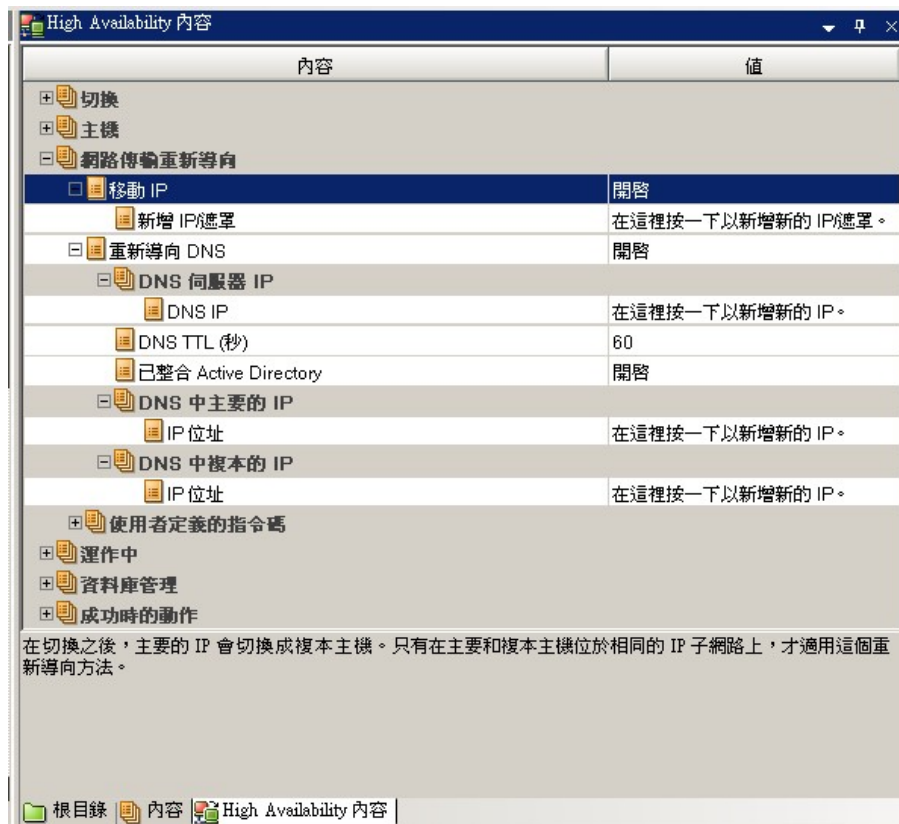 High Availability 內容
內容 值
切換
主機
網路傳輸重新導向
移動 IP 開啓
新增 IP/遮罩 在這裡按一下以新增新的 IP/遮罩。
重新導向 DNS 開啓
DNS 伺服器 IP
DNS IP 在這裡按一下以新增新的 IP。
DNS TTL (秒) 60
已整合 Active Directory 開啓
DNS 中主要的 IP
IP 位址 在這裡按一下以新增新的 IP。
DNS 中複本的 IP
IP 位址 在這裡按一下以新增新的 IP。
使用者定義的指令碼
運作中
資料庫管理
成功時的動作
在切換之後，主要的 IP 會切換成複本主機。只有在主要和複本主機位於相同的 IP 子網路上，才適用這個重
新導向方法。
根目錄 內容 High Availability 內容